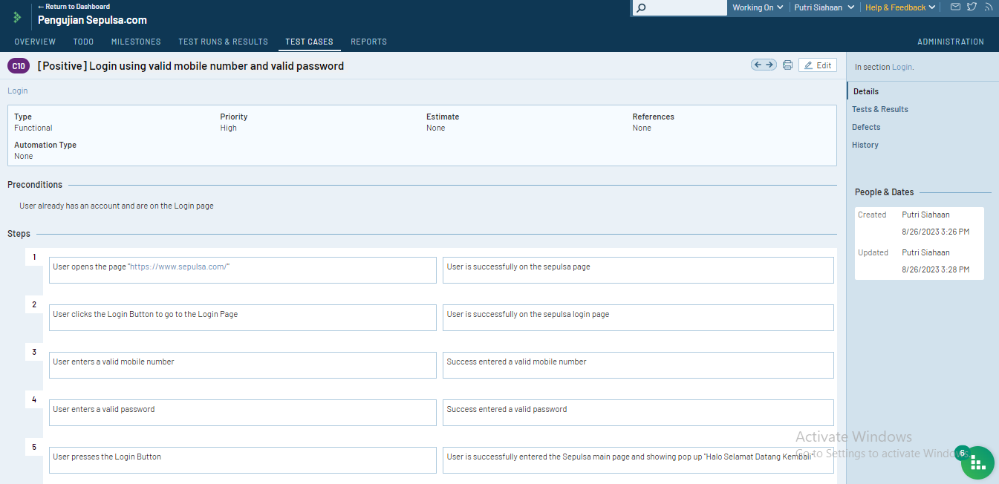 ← Return to Dashboard
Pengujian Sepulsa.com
Working On
Putri Siahaan
Help & Feedback
OVERVIEW
TODO
MILESTONES
TEST RUNS & RESULTS
TEST CASES
REPORTS
ADMINISTRATION
C10
[Positive] Login using valid mobile number and valid password
Edit
In section Login.
Login
Details
Tests & Results
Defects
History
Type
Functional
Priority
High
Estimate
None
References
None
Automation Type
None
Preconditions
User already has an account and are on the Login page
People & Dates
Created
Putri Siahaan
8/26/2023 3:26 PM
Updated
Putri Siahaan
8/26/2023 3:28 PM
Steps
1
User opens the page "https://www.sepulsa.com/"
User is successfully on the sepulsa page
2
User clicks the Login Button to go to the Login Page
User is successfully on the sepulsa login page
3
User enters a valid mobile number
Success entered a valid mobile number
4
User enters a valid password
Success entered a valid password
5
User presses the Login Button
User is successfully entered the Sepulsa main page and showing pop up "Halo Selamat Datang Kembali"
Activate Windows
Go to Settings to activate Windows.
6